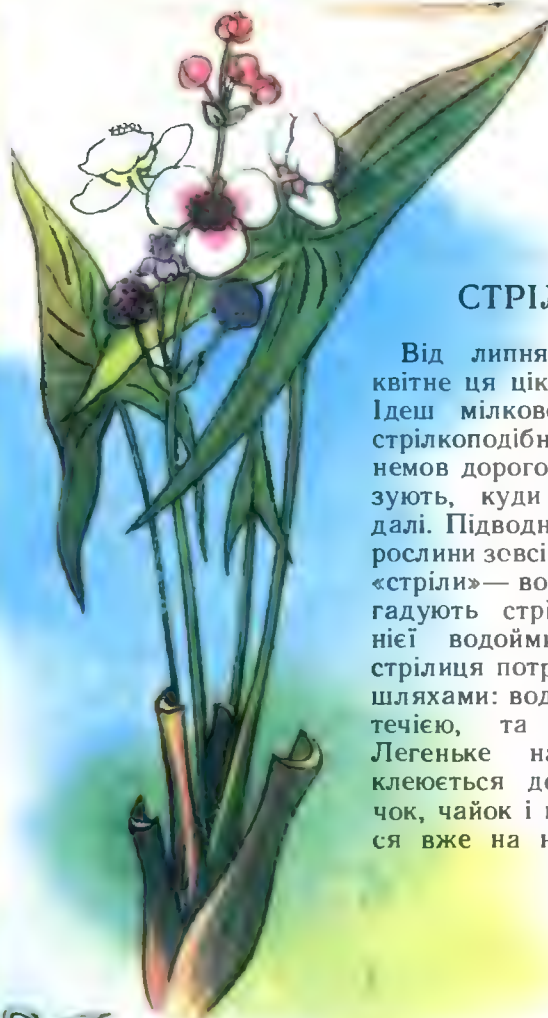 СТРІЛ
Від липня
квітне ця цік
Ідеш мілково
стрілкоподібн
немов дорого
зують, куди
далі. Підводн
рослини зовсі
«стріли»— во
гадують стрі
нієї водойми
стрілиця потр
шляхами: вод
течією, та
Легеньке на
клеюється де
чок, чайок і
ся вже на н